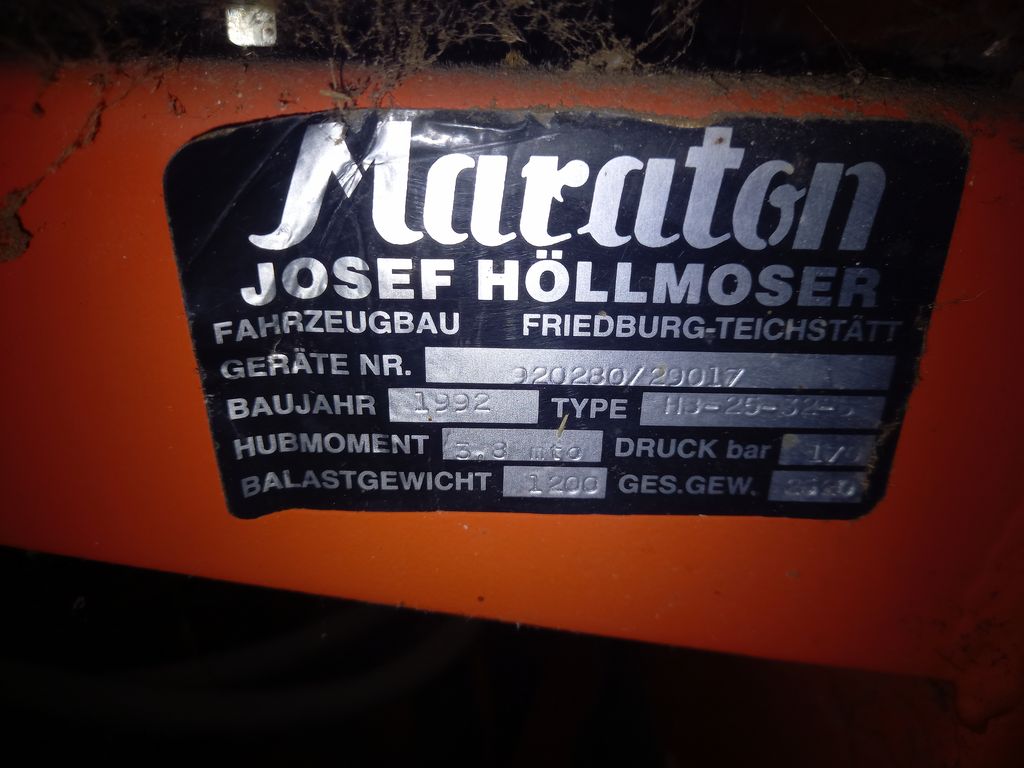 Maraton
JOSEF HÖLLMOSER
FAHRZEUGBAU FRIEDBURG-TEICHSTÄTT
GERÄTE NR. 920280/29017
BAUJAHR 1992 TYPE
HUBMOMENT DRUCK bar
BALASTGEWICHT 1200 GES.GEW.